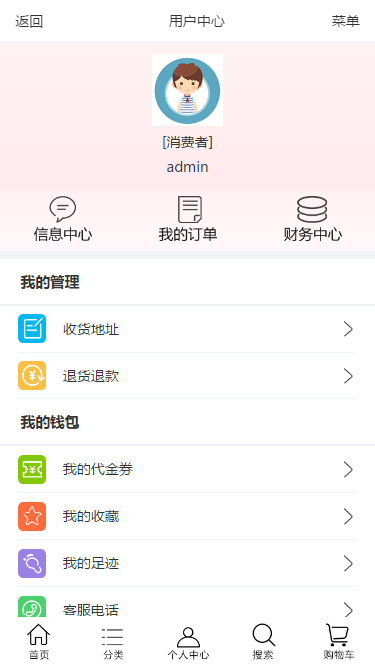 返回 用户中心 菜单
[消费者]
admin
信息中心 我的订单 财务中心
我的管理
收货地址
退货退款
我的钱包
我的代金券
我的收藏
我的足迹
客服电话
首页 分类 个人中心 搜索 购物车